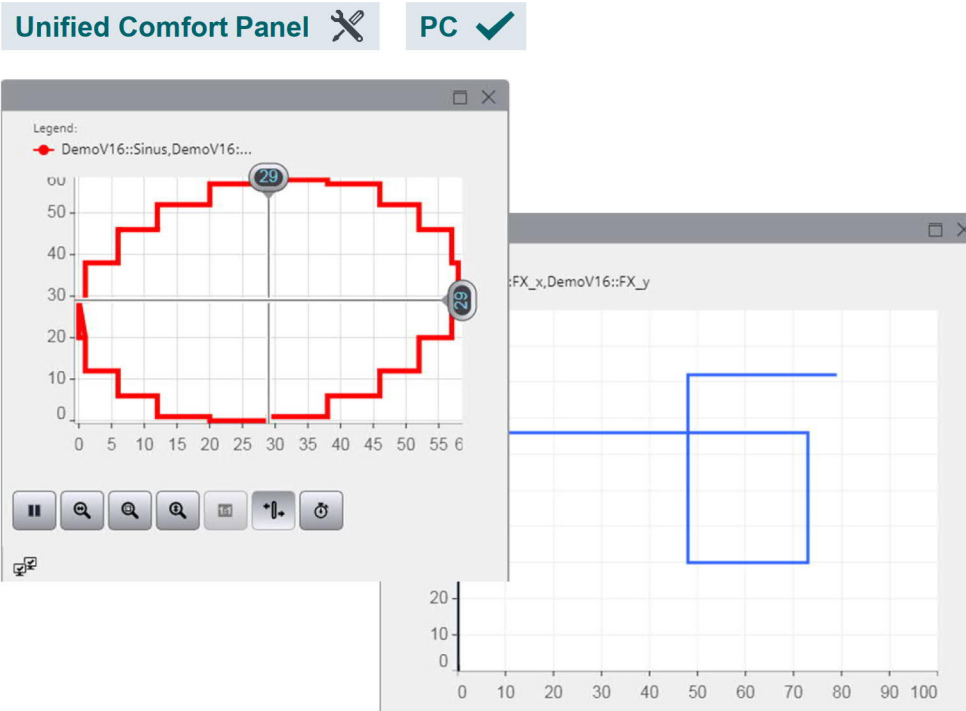 Unified Comfort Panel
PC
Legend:
DemoV16::Sinus,DemoV16:...
60
29
50
40
30
29
20
10
0
0 5 10 15 20 25 30 35 40 45 50 55 6
:FX_x,DemoV16::FX_y
20
10
0
0 10 20 30 40 50 60 70 80 90 100